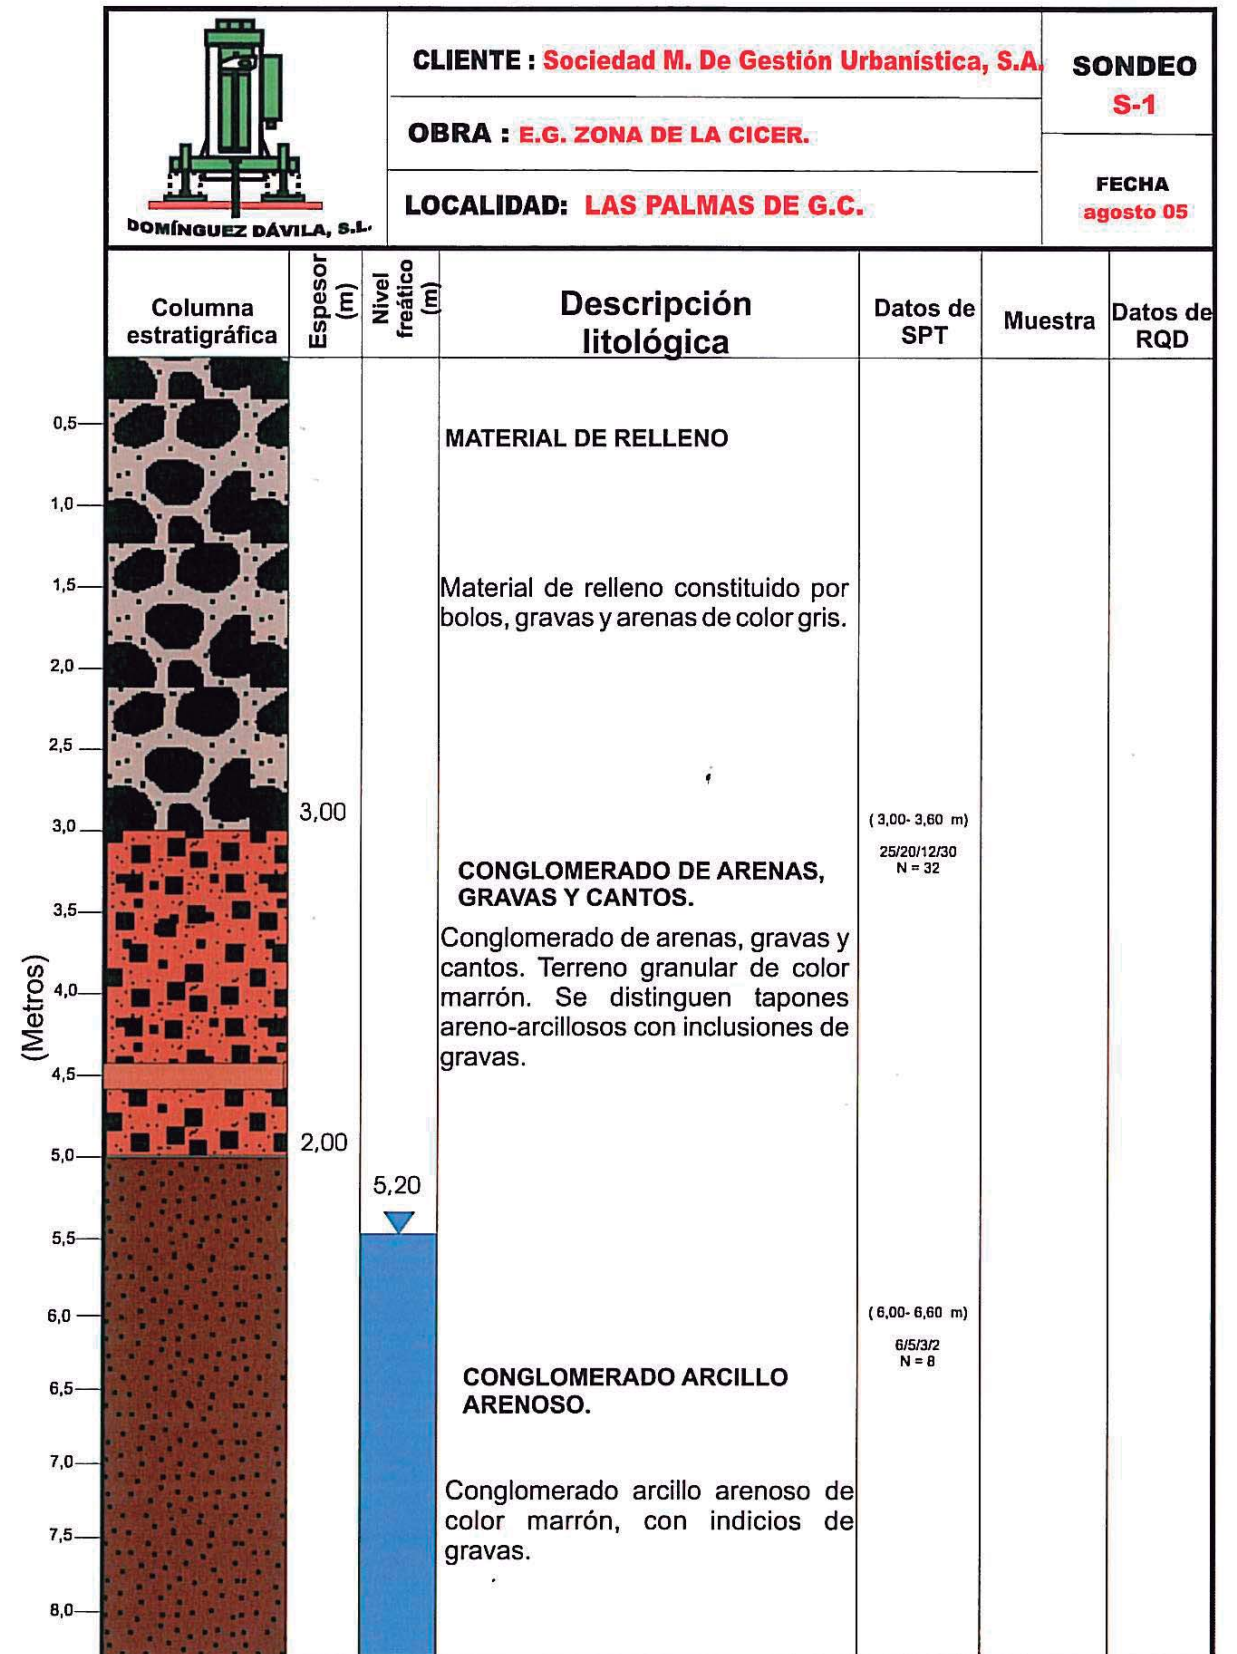 CLIENTE : Sociedad M. De Gestión Urbanística, S.A.
OBRA : E.G. ZONA DE LA CICER.
LOCALIDAD: LAS PALMAS DE G.C.
SONDEO
S-1
FECHA
agosto 05
DOMÍNGUEZ DÁVILA, S.L.
Columna
estratigráfica
Espesor
(m)
Nivel
freático
(m)
Descripción
litológica
Datos de
SPT
Muestra
Datos de
RQD
(Metros)
0,5
1,0
1,5
2,0
2,5
3,0
3,5
4,0
4,5
5,0
5,5
6,0
6,5
7,0
7,5
8,0
3,00
2,00
5,20
MATERIAL DE RELLENO
Material de relleno constituido por
bolos, gravas y arenas de color gris.
CONGLOMERADO DE ARENAS,
GRAVAS Y CANTOS.
Conglomerado de arenas, gravas y
cantos. Terreno granular de color
marrón. Se distinguen tapones
areno-arcillosos con inclusiones de
gravas.
CONGLOMERADO ARCILLO
ARENOSO.
Conglomerado arcillo arenoso de
color marrón, con indicios de
gravas.
( 3,00- 3,60 m)
25/20/12/30
N = 32
( 6,00- 6,60 m)
6/5/3/2
N = 8